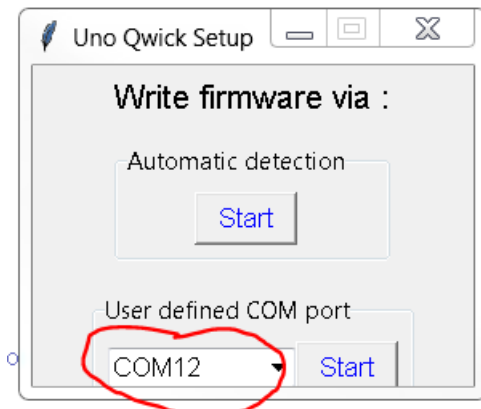 Uno Qwick Setup
Write firmware via :
Automatic detection
Start
User defined COM port
COM12 Start